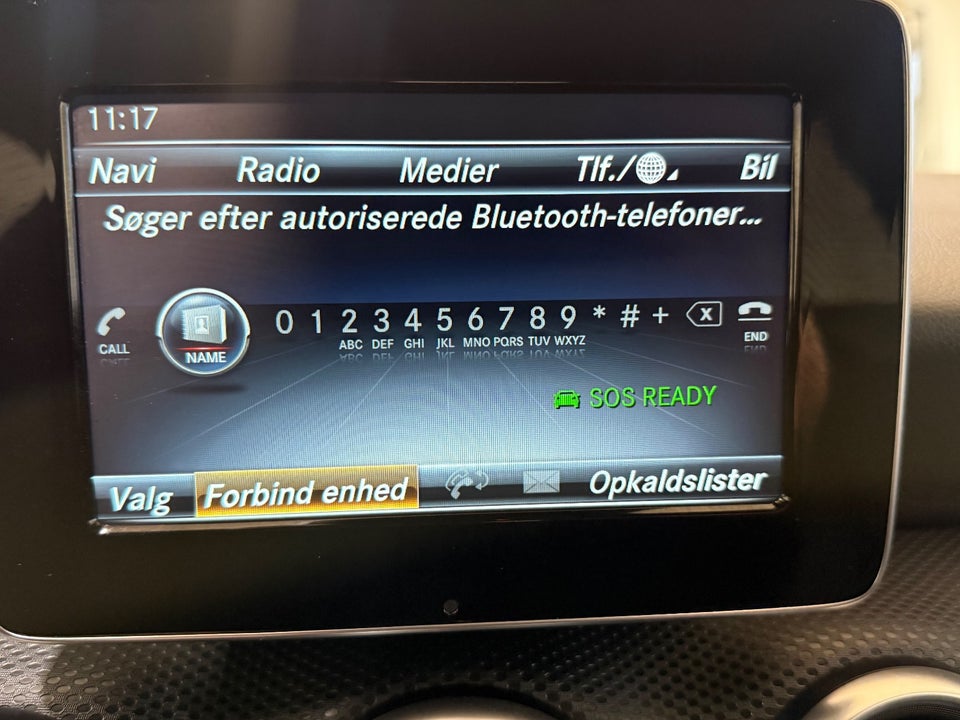 11:17
Navi Radio Medier Tlf./ Bil
Søger efter autoriserede Bluetooth-telefoner...
CALL NAME 0 1 2 3 4 5 6 7 8 9 * # + x END
ABC DEF GHI JKL MNO PQRS TUV WXYZ
SOS READY
Valg Forbind enhed Opkaldslister